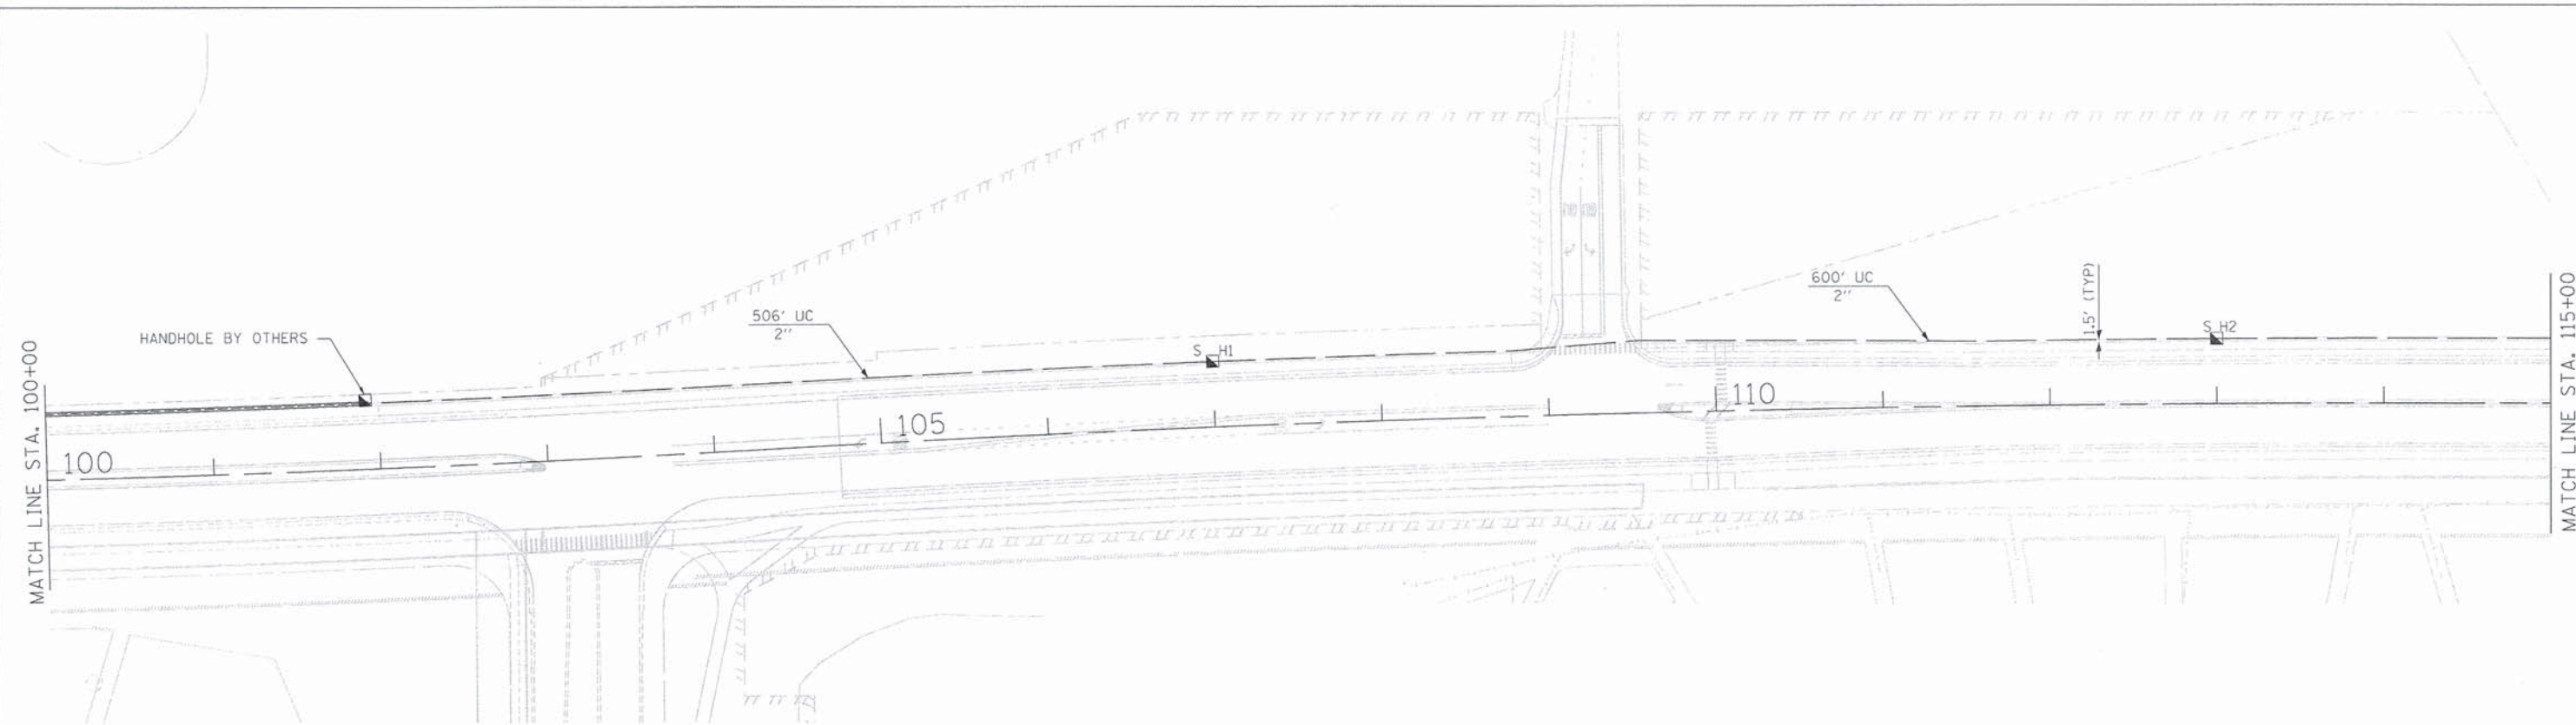 MATCH LINE STA. 100+00
HANDHOLE BY OTHERS
506' UC
2"
S H1
600' UC
2"
1.5' (TYP)
S H2
MATCH LINE STA. 115+00
100
105
110